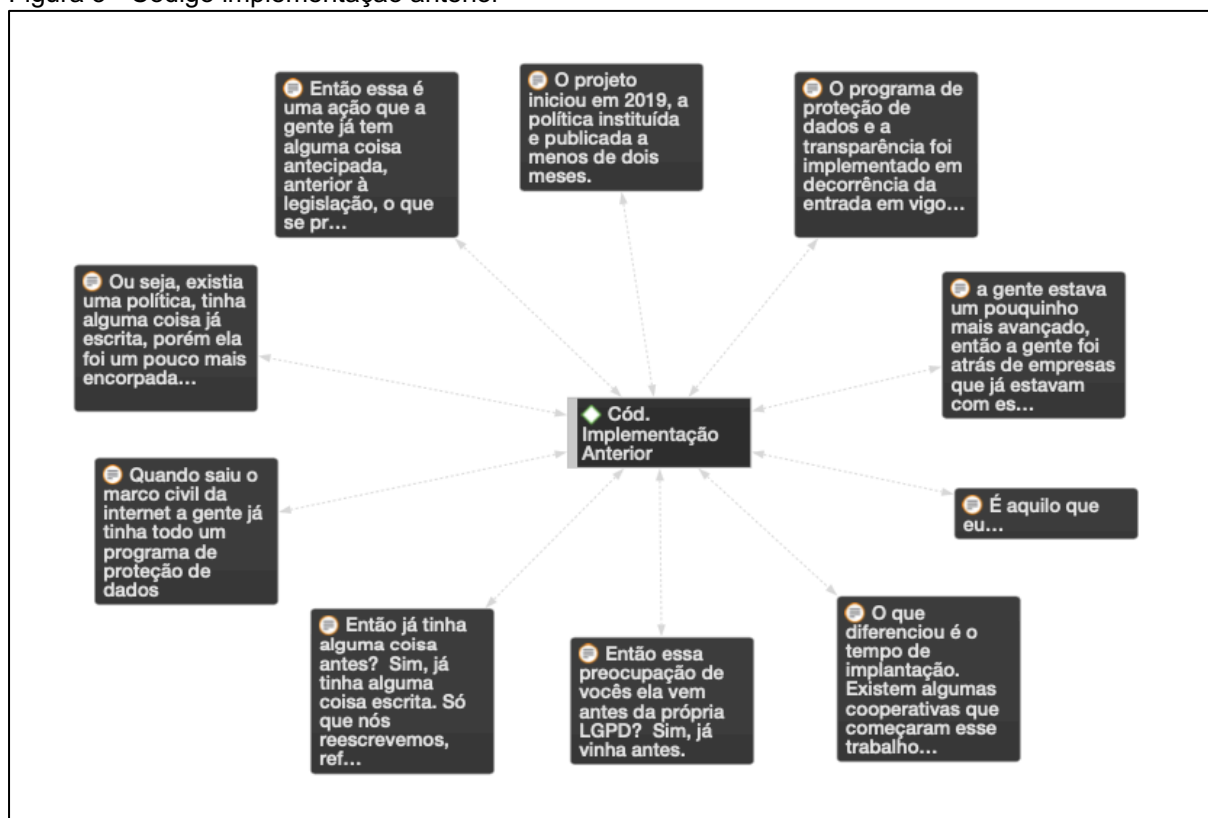 Então essa é
uma ação que a
gente já tem
alguma coisa
antecipada,
anterior à
legislação, o que
se pr...
O projeto
iniciou em 2019, a
política instituída
e publicada a
menos de dois
meses.
O programa de
proteção de
dados e a
transparência foi
implementado em
decorrência da
entrada em vigo...
Ou seja, existia
uma política, tinha
alguma coisa já
escrita, porém ela
foi um pouco mais
encorpada...
a gente estava
um pouquinho
mais avançado,
então a gente foi
atrás de empresas
que já estavam
com es...
Cód.
Implementação
Anterior
Quando saiu o
marco civil da
internet a gente já
tinha todo um
programa de
proteção de
dados
É aquilo que
eu...
Então já tinha
alguma coisa
antes? Sim, já
tinha alguma
coisa escrita. Só
que nós
reescrevemos,
ref...
Então essa
preocupação de
vocês ela vem
antes da própria
LGPD? Sim, já
vinha antes.
O que
diferenciou é o
tempo de
implantação.
Existem algumas
cooperativas que
começaram esse
trabalho...